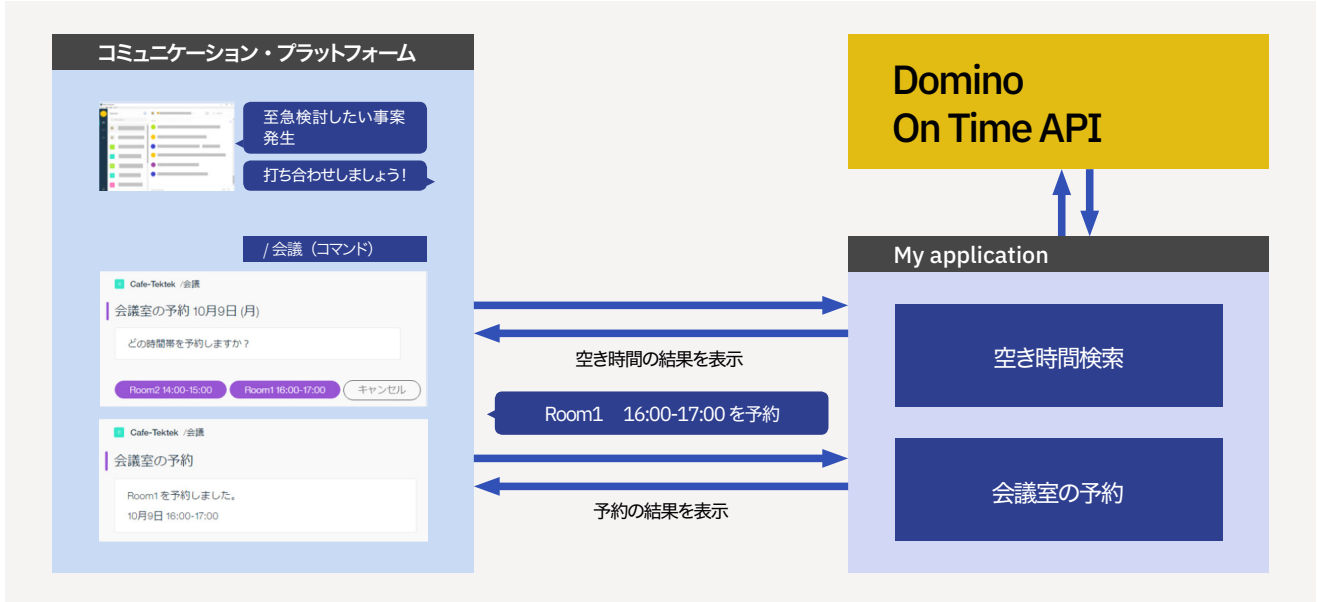 コミュニケーション・プラットフォーム
至急検討したい事案
発生
打ち合わせしましょう！
/ 会議（コマンド）
Cafe-Tektek /会議
会議室の予約 10月9日 (月)
どの時間帯を予約しますか？
Room2 14:00-15:00
Room1 16:00-17:00
キャンセル
Cafe-Tektek /会議
会議室の予約
Room1 を予約しました。
10月9日 16:00-17:00
空き時間の結果を表示
Room1 16:00-17:00 を予約
予約の結果を表示
Domino
On Time API
My application
空き時間検索
会議室の予約